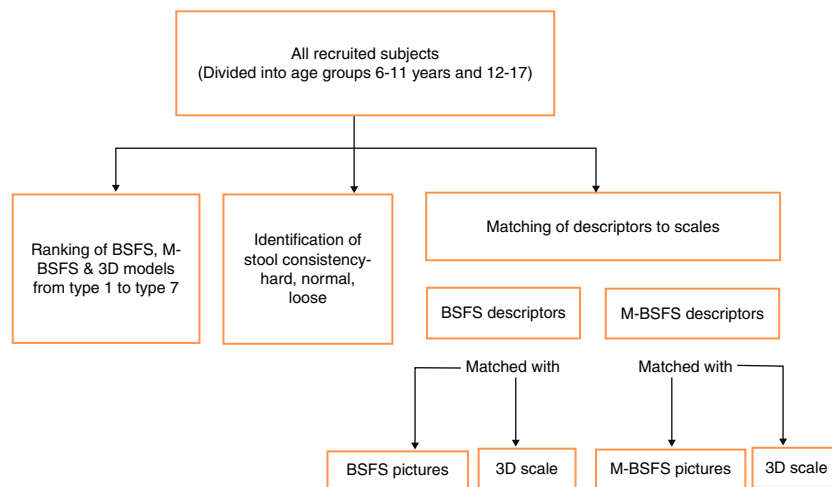 All recruited subjects
(Divided into age groups 6-11 years and 12-17)
Ranking of BSFS, M-
BSFS & 3D models
from type 1 to type 7
Identification of
stool consistency-
hard, normal,
loose
Matching of descriptors to scales
BSFS descriptors
M-BSFS descriptors
Matched with
Matched with
BSFS pictures
3D scale
M-BSFS pictures
3D scale